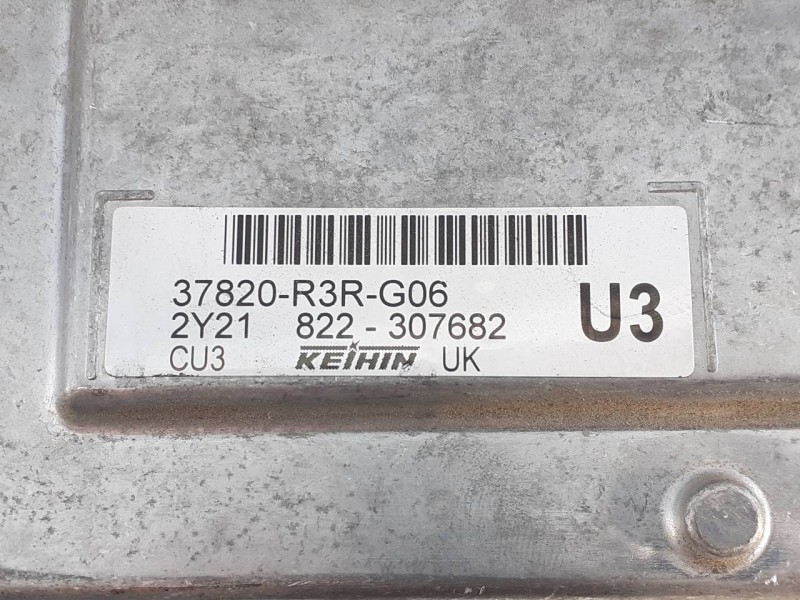 37820-R3R-G06
2Y21 822-307682
CU3 KEIHIN UK
U3